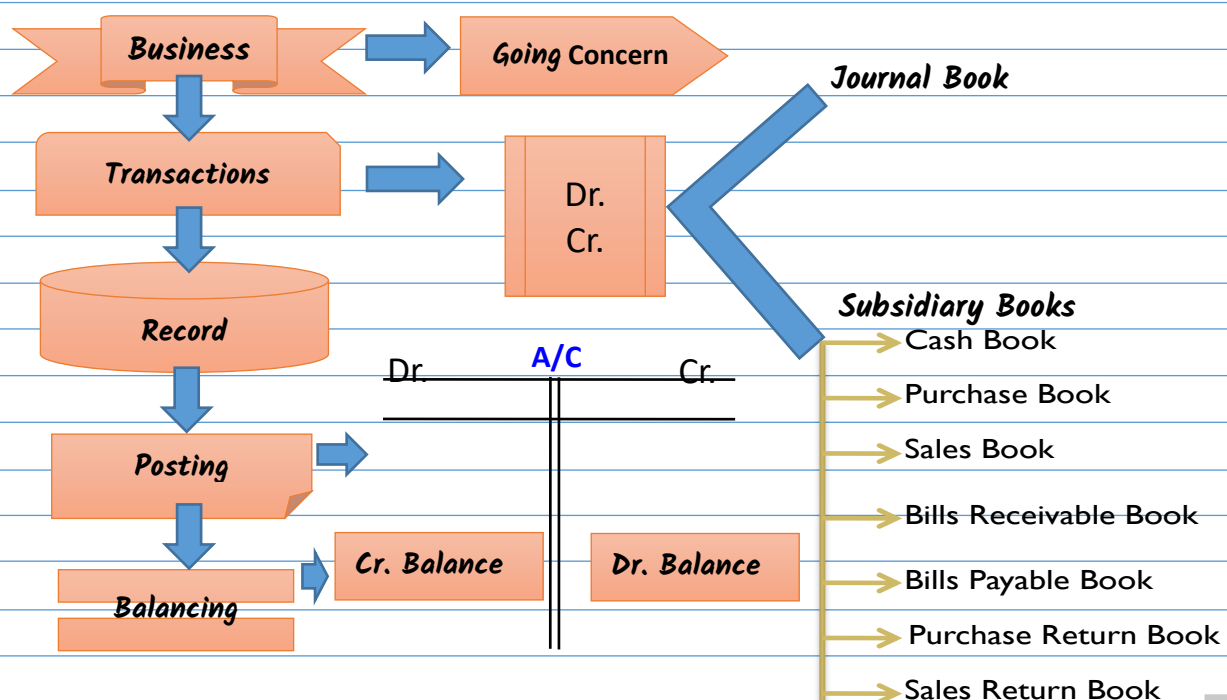 Business
Going Concern
Journal Book
Transactions
Dr.
Cr.
Subsidiary Books
Record
Cash Book
Dr.
A/C
Cr.
Purchase Book
Posting
Sales Book
Bills Receivable Book
Cr. Balance
Dr. Balance
Bills Payable Book
Balancing
Purchase Return Book
Sales Return Book